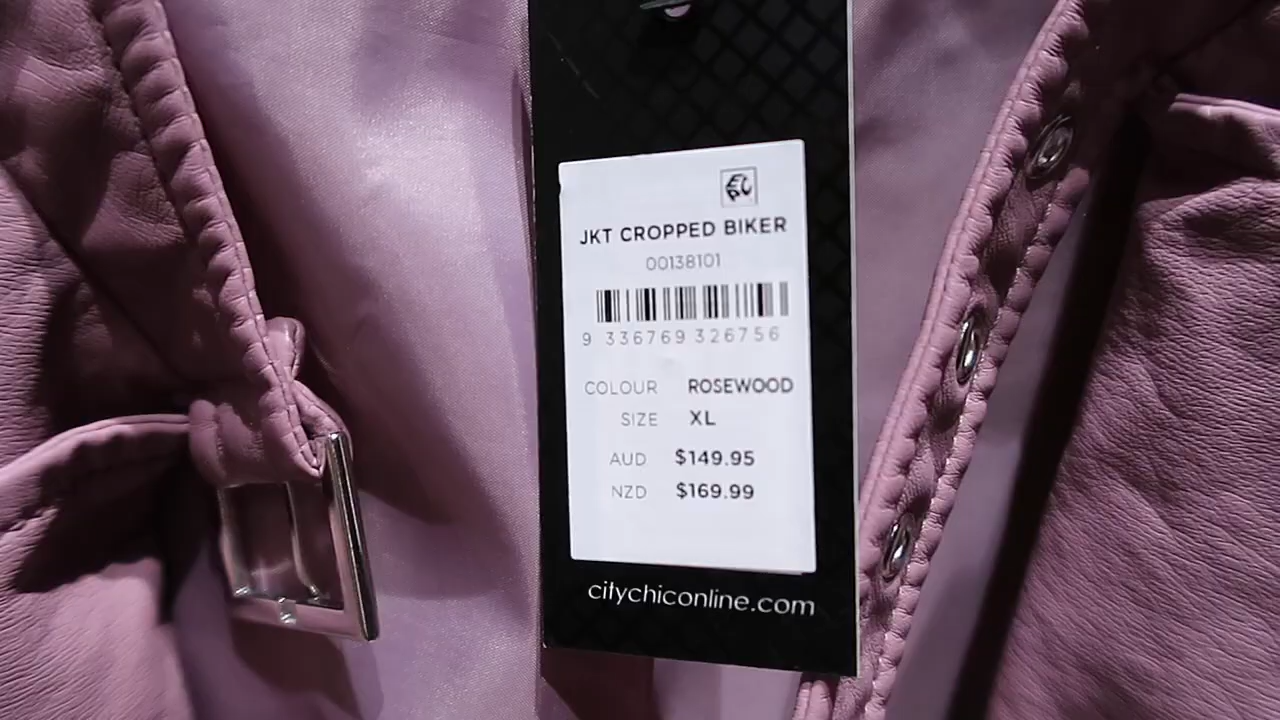 JKT CROPPED BIKER
00138101
9 336769 326756
COLOUR ROSEWOOD
SIZE XL
AUD $149.95
NZD $169.99
citychiconline.com